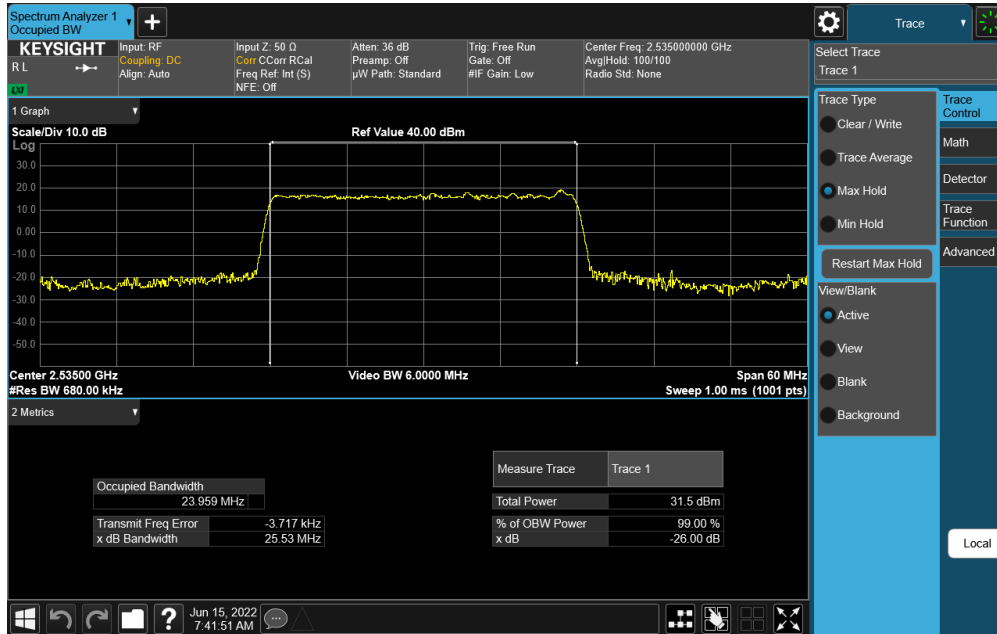 Spectrum Analyzer 1
Occupied BW
+
Trace
KEYSIGHT
R L
LXI
Input: RF
Coupling: DC
Align: Auto
Input Z: 50 Ω
Corr CCorr RCal
Freq Ref: Int (S)
NFE: Off
Atten: 36 dB
Preamp: Off
µW Path: Standard
Trig: Free Run
Gate: Off
#IF Gain: Low
Center Freq: 2.535000000 GHz
Avg|Hold: 100/100
Radio Std: None
Select Trace
Trace 1
1 Graph
Scale/Div 10.0 dB
Ref Value 40.00 dBm
Log
30.0
20.0
10.0
0.00
-10.0
-20.0
-30.0
-40.0
-50.0
Center 2.53500 GHz
Video BW 6.0000 MHz
Span 60 MHz
#Res BW 680.00 kHz
Sweep 1.00 ms (1001 pts)
Trace Type
Clear / Write
Trace Average
Max Hold
Min Hold
Restart Max Hold
View/Blank
Active
View
Blank
Background
Trace
Control
Math
Detector
Trace
Function
Advanced
Local
2 Metrics
Occupied Bandwidth
23.959 MHz
Transmit Freq Error -3.717 kHz
x dB Bandwidth 25.53 MHz
Measure Trace Trace 1
Total Power 31.5 dBm
% of OBW Power 99.00 %
x dB -26.00 dB
?
Jun 15, 2022
7:41:51 AM